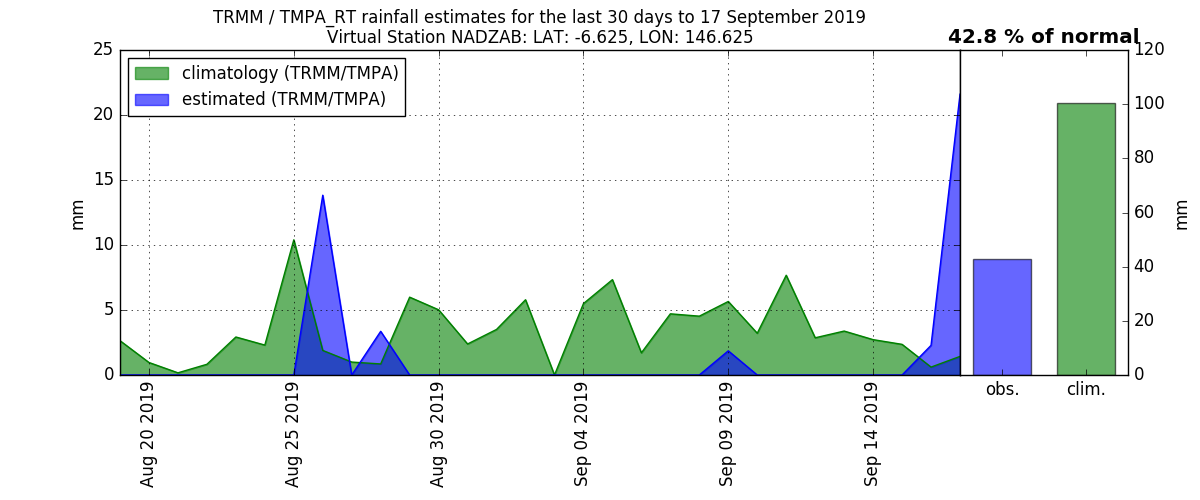 TRMM / TMPA_RT rainfall estimates for the last 30 days to 17 September 2019
Virtual Station NADZAB: LAT: -6.625, LON: 146.625
42.8 % of normal
climatology (TRMM/TMPA)
estimated (TRMM/TMPA)
25
20
15
10
5
0
mm
Aug 20 2019
Aug 25 2019
Aug 30 2019
Sep 04 2019
Sep 09 2019
Sep 14 2019
120
100
80
60
40
20
0
mm
obs.
clim.